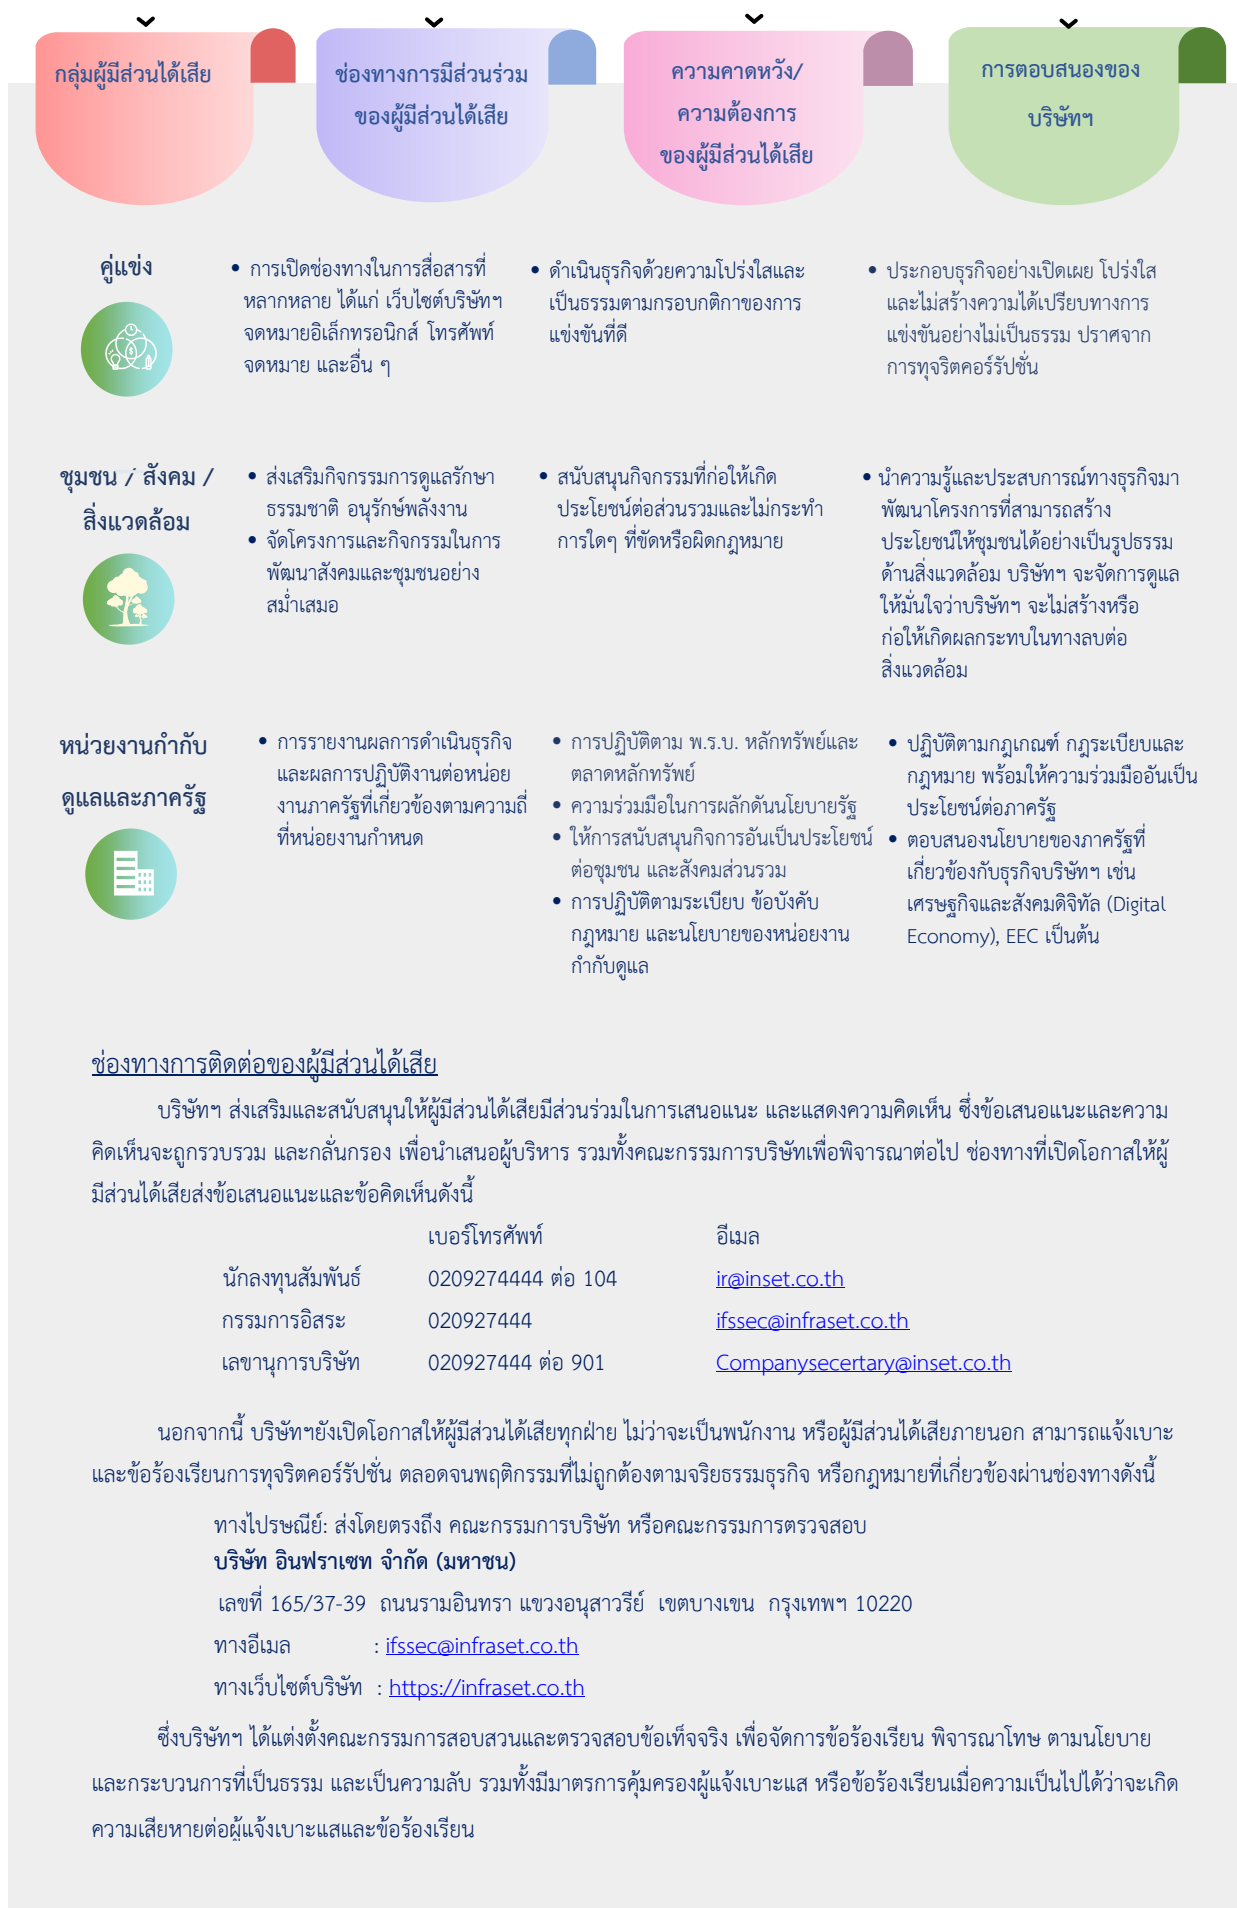 กลุ่มผู้มีส่วนได้เสีย
ช่องทางการมีส่วนร่วม
ของผู้มีส่วนได้เสีย
ความคาดหวัง/
ความต้องการ
ของผู้มีส่วนได้เสีย
การตอบสนองของ
บริษัทฯ
คู่แข่ง
• การเปิดช่องทางในการสื่อสารที่
หลากหลาย ได้แก่ เว็บไซต์บริษัทฯ
จดหมายอิเล็กทรอนิกส์ โทรศัพท์
จดหมาย และอื่น ๆ
• ดำเนินธุรกิจด้วยความโปร่งใสและ
เป็นธรรมตามกรอบกติกาของการ
แข่งขันที่ดี
• ประกอบธุรกิจอย่างเปิดเผย โปร่งใส
และไม่สร้างความได้เปรียบทางการ
แข่งขันอย่างไม่เป็นธรรม ปราศจาก
การทุจริตคอร์รัปชั่น
ชุมชน / สังคม /
สิ่งแวดล้อม
• ส่งเสริมกิจกรรมการดูแลรักษา
ธรรมชาติ อนุรักษ์พลังงาน
• จัดโครงการและกิจกรรมในการ
พัฒนาสังคมและชุมชนอย่าง
สม่ำเสมอ
• สนับสนุนกิจกรรมที่ก่อให้เกิด
ประโยชน์ต่อส่วนรวมและไม่กระทำ
การใดๆ ที่ขัดหรือผิดกฎหมาย
• นำความรู้และประสบการณ์ทางธุรกิจมา
พัฒนาโครงการที่สามารถสร้าง
ประโยชน์ให้ชุมชนได้อย่างเป็นรูปธรรม
ด้านสิ่งแวดล้อม บริษัทฯ จะจัดการดูแล
ให้มั่นใจว่าบริษัทฯ จะไม่สร้างหรือ
ก่อให้เกิดผลกระทบในทางลบต่อ
สิ่งแวดล้อม
หน่วยงานกำกับ
ดูแลและภาครัฐ
• การรายงานผลการดำเนินธุรกิจ
และผลการปฏิบัติงานต่อหน่อย
งานภาครัฐที่เกี่ยวข้องตามความถี่
ที่หน่อยงานกำหนด
• การปฏิบัติตาม พ.ร.บ. หลักทรัพย์และ
ตลาดหลักทรัพย์
• ความร่วมมือในการผลักดันนโยบายรัฐ
• ให้การสนับสนุนกิจการอันเป็นประโยชน์
ต่อชุมชน และสังคมส่วนรวม
• การปฏิบัติตามระเบียบ ข้อบังคับ
กฎหมาย และนโยบายของหน่อยงาน
กำกับดูแล
• ปฏิบัติตามกฎเกณฑ์ กฎระเบียบและ
กฎหมาย พร้อมให้ความร่วมมืออันเป็น
ประโยชน์ต่อภาครัฐ
• ตอบสนองนโยบายของภาครัฐที่
เกี่ยวข้องกับธุรกิจบริษัทฯ เช่น
เศรษฐกิจและสังคมดิจิทัล (Digital
Economy), EEC เป็นต้น
ช่องทางการติดต่อของผู้มีส่วนได้เสีย
บริษัทฯ ส่งเสริมและสนับสนุนให้ผู้มีส่วนได้เสียมีส่วนร่วมในการเสนอแนะ และแสดงความคิดเห็น ซึ่งข้อเสนอแนะและความ
คิดเห็นจะถูกรวบรวม และกลั่นกรอง เพื่อนำเสนอผู้บริหาร รวมทั้งคณะกรรมการบริษัทเพื่อพิจารณาต่อไป ช่องทางที่เปิดโอกาสให้ผู้
มีส่วนได้เสียส่งข้อเสนอแนะและข้อคิดเห็นดังนี้
เบอร์โทรศัพท์ อีเมล
นักลงทุนสัมพันธ์ 0209274444 ต่อ 104 ir@inset.co.th
กรรมการอิสระ 020927444 ifssec@infraset.co.th
เลขานุการบริษัท 020927444 ต่อ 901 Companysecertary@inset.co.th
นอกจากนี้ บริษัทฯยังเปิดโอกาสให้ผู้มีส่วนได้เสียทุกฝ่าย ไม่ว่าจะเป็นพนักงาน หรือผู้มีส่วนได้เสียภายนอก สามารถแจ้งเบาะ
และข้อร้องเรียนการทุจริตคอร์รัปชั่น ตลอดจนพฤติกรรมที่ไม่ถูกต้องตามจริยธรรมธุรกิจ หรือกฎหมายที่เกี่ยวข้องผ่านช่องทางดังนี้
ทางไปรษณีย์: ส่งโดยตรงถึง คณะกรรมการบริษัท หรือคณะกรรมการตรวจสอบ
บริษัท อินฟราเซท จำกัด (มหาชน)
เลขที่ 165/37-39 ถนนรามอินทรา แขวงอนุสาวรีย์ เขตบางเขน กรุงเทพฯ 10220
ทางอีเมล : ifssec@infraset.co.th
ทางเว็บไซต์บริษัท : https://infraset.co.th
ซึ่งบริษัทฯ ได้แต่งตั้งคณะกรรมการสอบสวนและตรวจสอบข้อเท็จจริง เพื่อจัดการข้อร้องเรียน พิจารณาโทษ ตามนโยบาย
และกระบวนการที่เป็นธรรม และเป็นความลับ รวมทั้งมีมาตรการคุ้มครองผู้แจ้งเบาะแส หรือข้อร้องเรียนเมื่อความเป็นไปได้ว่าจะเกิด
ความเสียหายต่อผู้แจ้งเบาะแสและข้อร้องเรียน